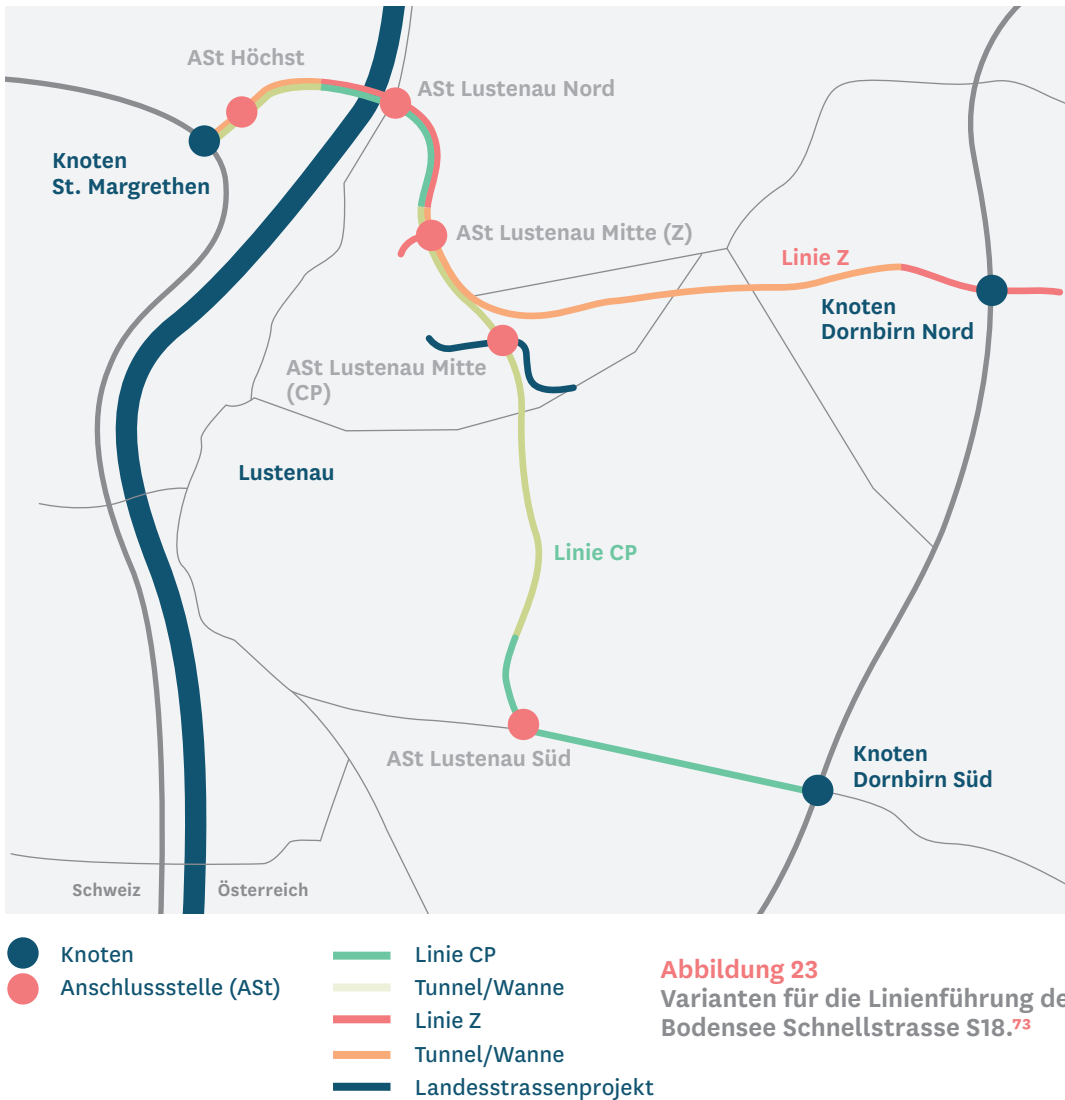 ASt Höchst
ASt Lustenau Nord
Knoten
St. Margrethen
ASt Lustenau Mitte (Z)
Linie Z
Knoten
Dornbirn Nord
ASt Lustenau Mitte
(CP)
Lustenau
Linie CP
ASt Lustenau Süd
Knoten
Dornbirn Süd
Schweiz
Österreich
Knoten
Anschlussstelle (ASt)
Linie CP
Tunnel/Wanne
Linie Z
Tunnel/Wanne
Landesstrassenprojekt
Abbildung 23
Varianten für die Linienführung de
Bodensee Schnellstrasse S18.73